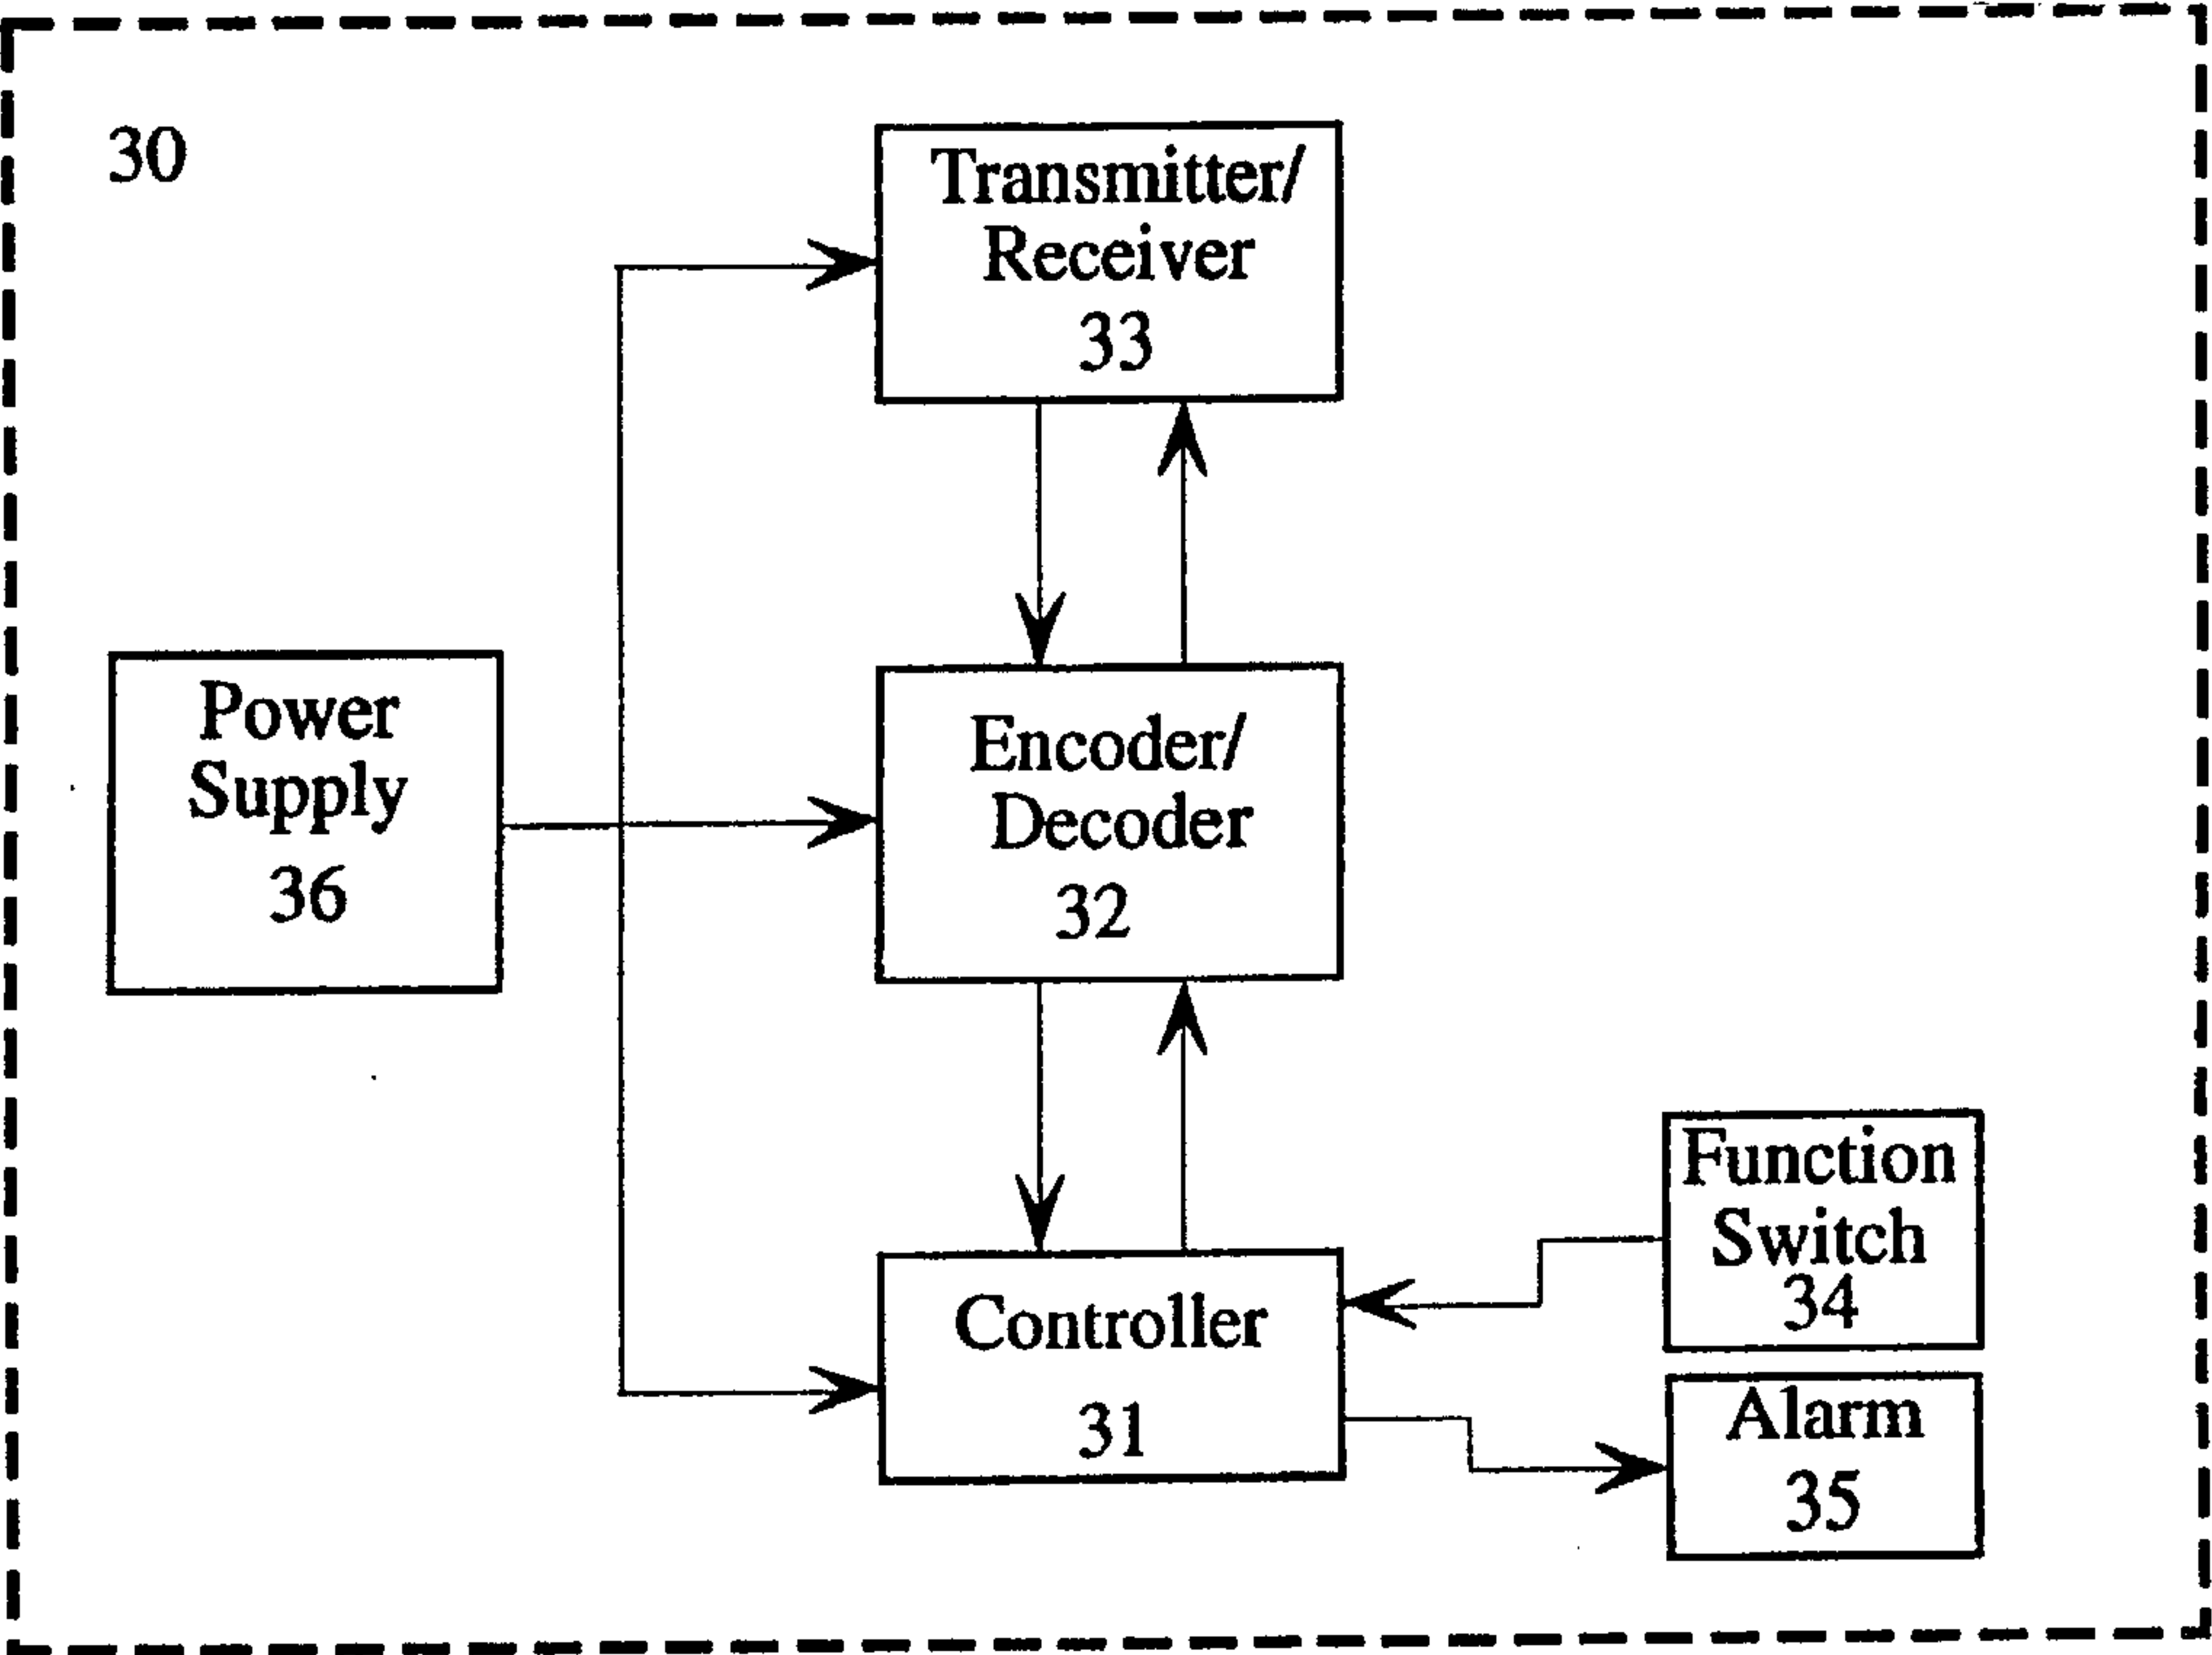 30
Transmitter/
Receiver
33
Power
Supply
36
Encoder/
Decoder
32
Function
Switch
34
Controller
31
Alarm
35